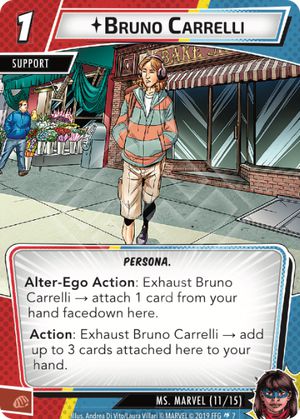 1
Bruno Carrelli
SUPPORT
BAKE
PERSONA.
Alter-Ego Action: Exhaust Bruno
Carrelli → attach 1 card from your
hand facedown here.
Action: Exhaust Bruno Carrelli → add
up to 3 cards attached here to your
hand.
MS. MARVEL (11/15)
Illus. Andrea Di Vito/Laura Villari © MARVEL © 2019 FFG